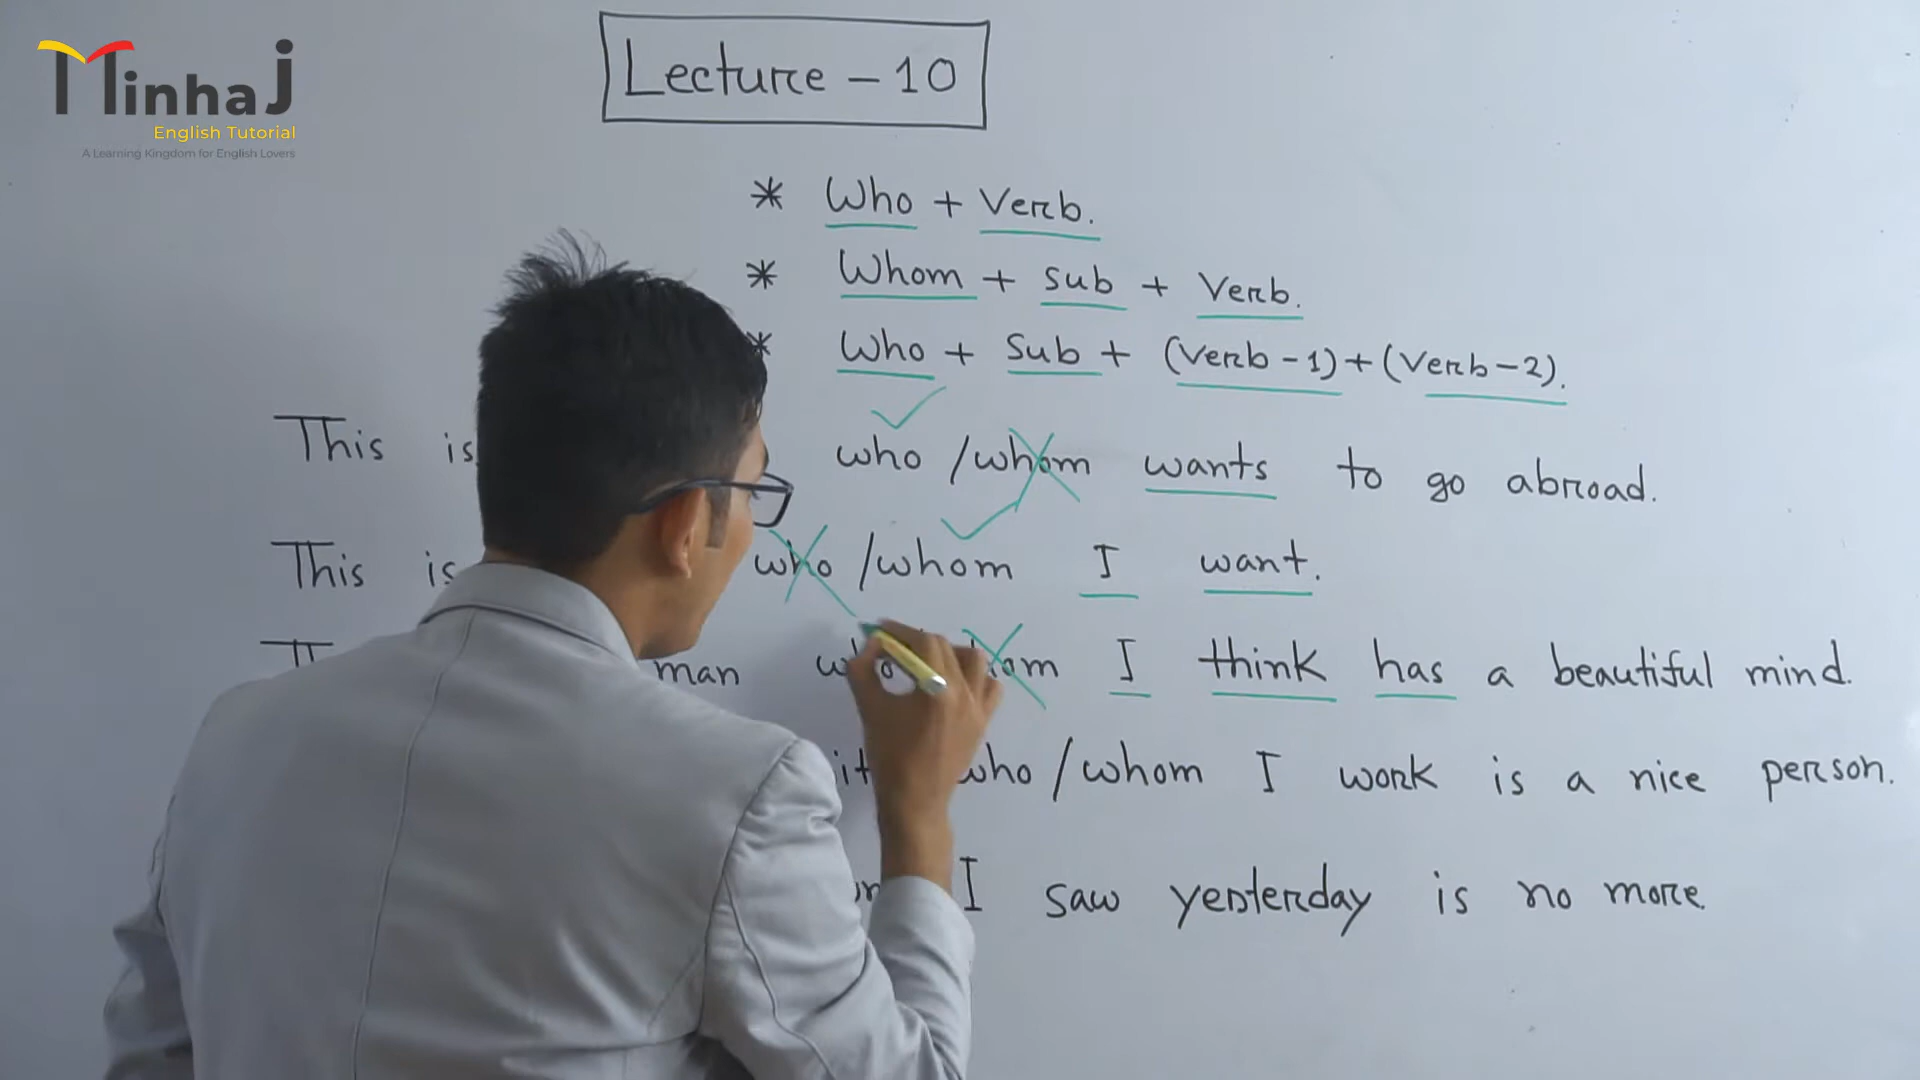 Minhaj
English Tutorial
A Learning Kingdom for English Lovers
Lecture - 10
* Who + Verb.
* Whom + Sub + Verb.
* Who + Sub + (Verb-1) + (Verb-2).
This is who / whom wants to go abroad.
This is who / whom I want.
man who whom I think has a beautiful mind.
who / whom I work is a nice person.
I saw yesterday is no more.